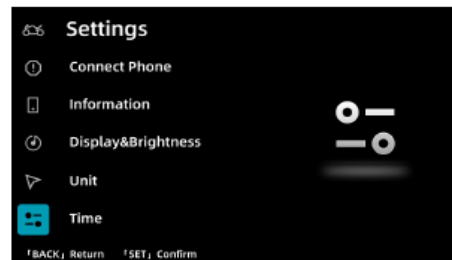 Settings
Connect Phone
Information
Display&Brightness
Unit
Time
「BACK」 Return 「SET」 Confirm